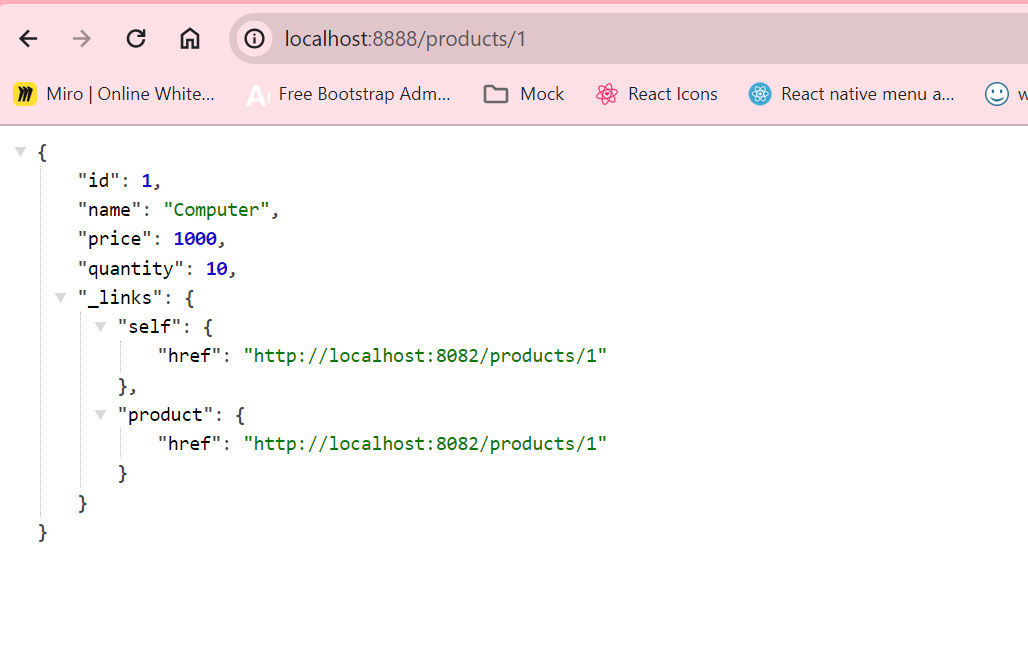 localhost:8888/products/1
Miro | Online White... Free Bootstrap Adm... Mock React Icons React native menu a...
{
"id": 1,
"name": "Computer",
"price": 1000,
"quantity": 10,
"_links": {
"self": {
"href": "http://localhost:8082/products/1"
},
"product": {
"href": "http://localhost:8082/products/1"
}
}
}